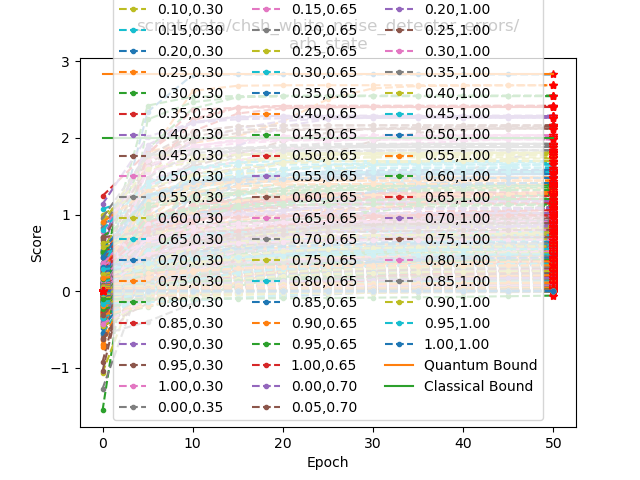 script/data/chsh_white_noise_detector_errors/
arb_state
0.10,0.30 0.15,0.65 0.20,1.00
0.15,0.30 0.20,0.65 0.25,1.00
0.20,0.30 0.25,0.65 0.30,1.00
0.25,0.30 0.30,0.65 0.35,1.00
0.30,0.30 0.35,0.65 0.40,1.00
0.35,0.30 0.40,0.65 0.45,1.00
0.40,0.30 0.45,0.65 0.50,1.00
0.45,0.30 0.50,0.65 0.55,1.00
0.50,0.30 0.55,0.65 0.60,1.00
0.55,0.30 0.60,0.65 0.65,1.00
0.60,0.30 0.65,0.65 0.70,1.00
0.65,0.30 0.70,0.65 0.75,1.00
0.70,0.30 0.75,0.65 0.80,1.00
0.75,0.30 0.80,0.65 0.85,1.00
0.80,0.30 0.85,0.65 0.90,1.00
0.85,0.30 0.90,0.65 0.95,1.00
0.90,0.30 0.95,0.65 1.00,1.00
0.95,0.30 1.00,0.65 Quantum Bound
1.00,0.30 0.00,0.70 Classical Bound
0.00,0.35 0.05,0.70
3
2
1
0
−1
Score
0 10 20 30 40 50
Epoch